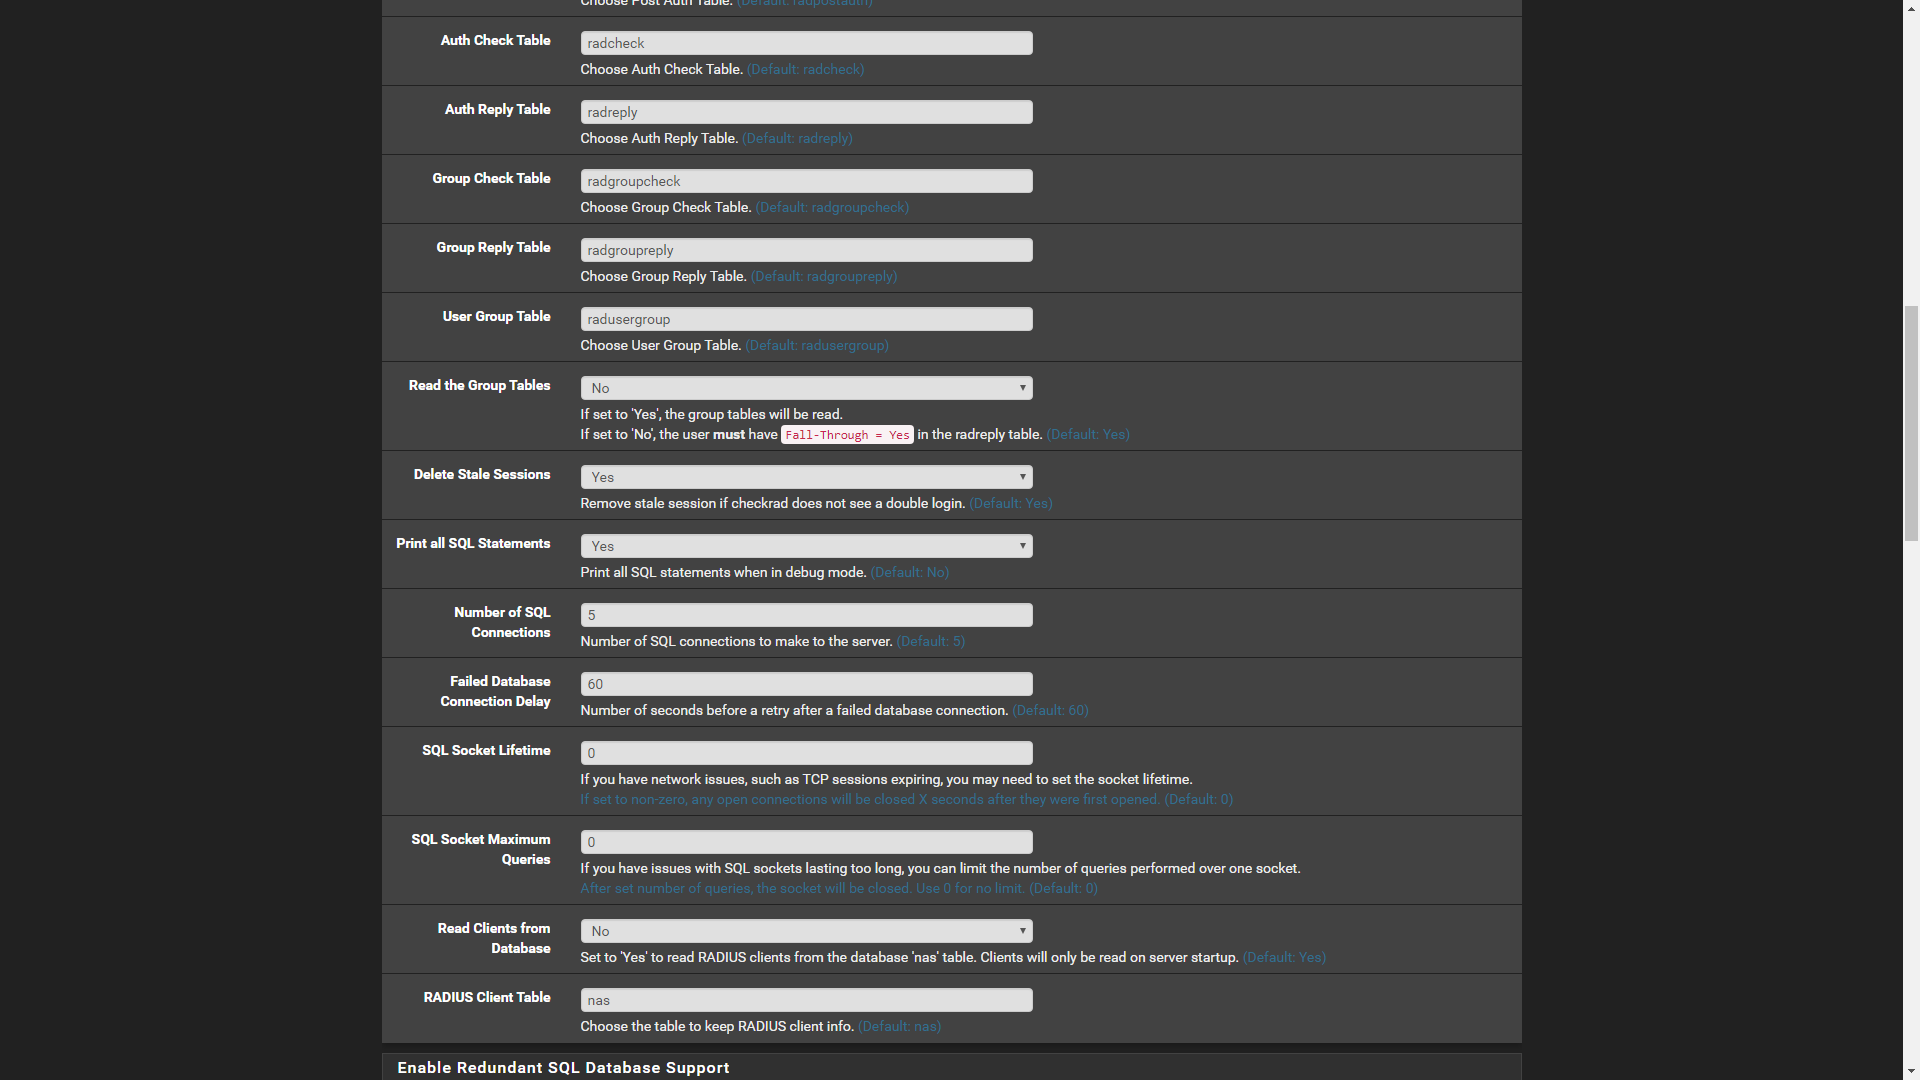 Choose Post Auth Table. (Default: radpostauth)
Auth Check Table
radcheck
Choose Auth Check Table. (Default: radcheck)
Auth Reply Table
radreply
Choose Auth Reply Table. (Default: radreply)
Group Check Table
radgroupcheck
Choose Group Check Table. (Default: radgroupcheck)
Group Reply Table
radgroupreply
Choose Group Reply Table. (Default: radgroupreply)
User Group Table
radusergroup
Choose User Group Table. (Default: radusergroup)
Read the Group Tables
No
If set to 'Yes', the group tables will be read.
If set to 'No', the user must have Fall-Through = Yes in the radreply table. (Default: Yes)
Delete Stale Sessions
Yes
Remove stale session if checkrad does not see a double login. (Default: Yes)
Print all SQL Statements
Yes
Print all SQL statements when in debug mode. (Default: No)
Number of SQL
Connections
5
Number of SQL connections to make to the server. (Default: 5)
Failed Database
Connection Delay
60
Number of seconds before a retry after a failed database connection. (Default: 60)
SQL Socket Lifetime
0
If you have network issues, such as TCP sessions expiring, you may need to set the socket lifetime.
If set to non-zero, any open connections will be closed X seconds after they were first opened. (Default: 0)
SQL Socket Maximum
Queries
0
If you have issues with SQL sockets lasting too long, you can limit the number of queries performed over one socket.
After set number of queries, the socket will be closed. Use 0 for no limit. (Default: 0)
Read Clients from
Database
No
Set to 'Yes' to read RADIUS clients from the database 'nas' table. Clients will only be read on server startup. (Default: Yes)
RADIUS Client Table
nas
Choose the table to keep RADIUS client info. (Default: nas)
Enable Redundant SQL Database Support